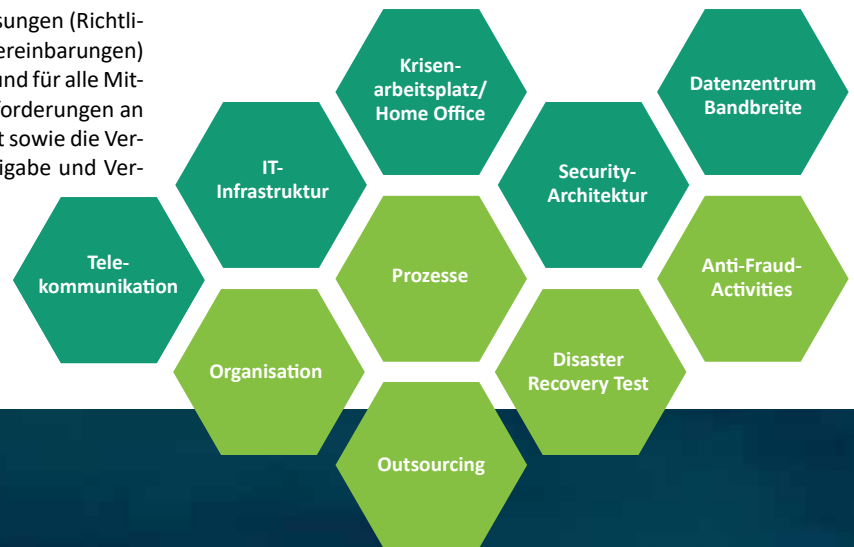 sungen (Richtli-
ereinbarungen)
und für alle Mit-
forderungen an
t sowie die Ver-
igabe und Ver-
Krisen-
arbeitsplatz/
Home Office
Datenzentrum
Bandbreite
IT-
Infrastruktur
Security-
Architektur
Tele-
kommunikation
Prozesse
Anti-Fraud-
Activities
Organisation
Disaster
Recovery Test
Outsourcing